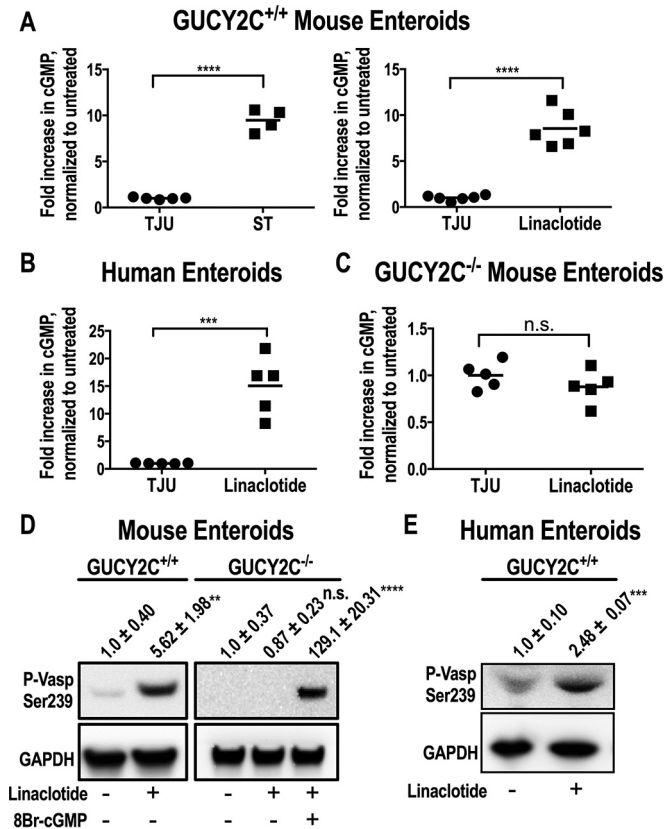 A
GUCY2C+/+ Mouse Enteroids
Fold increase in cGMP,
normalized to untreated
15
10
5
0
****
TJU
ST
Fold increase in cGMP,
normalized to untreated
15
10
5
0
****
TJU
Linaclotide
B
Human Enteroids
Fold increase in cGMP,
normalized to untreated
25
20
15
10
5
0
***
TJU
Linaclotide
C
GUCY2C-/- Mouse Enteroids
Fold increase in cGMP,
normalized to untreated
1.5
1.0
0.5
0.0
n.s.
TJU
Linaclotide
D
Mouse Enteroids
GUCY2C+/+
GUCY2C-/-
1.0 ± 0.40
5.62 ± 1.98**
1.0 ± 0.37
0.87 ± 0.23 n.s.
129.1 ± 20.31****
P-Vasp
Ser239
GAPDH
Linaclotide - + - + +
8Br-cGMP +
E
Human Enteroids
GUCY2C+/+
1.0 ± 0.10
2.48 ± 0.07***
P-Vasp
Ser239
GAPDH
Linaclotide - +